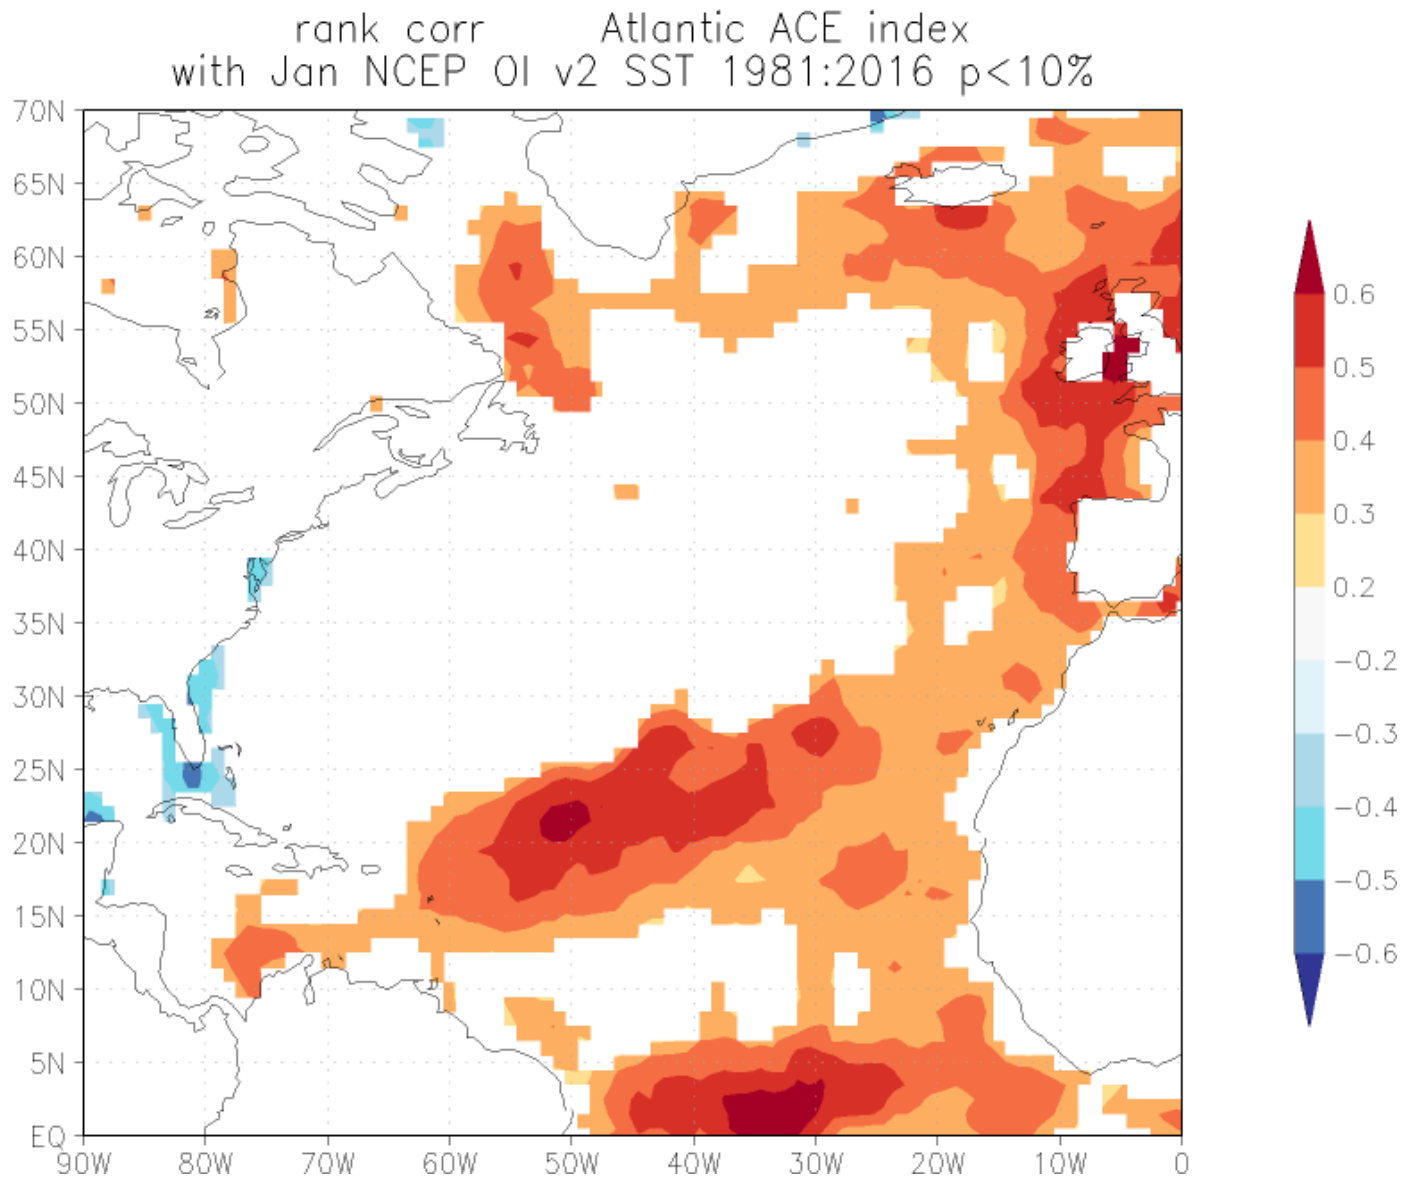 rank corr Atlantic ACE index
with Jan NCEP OI v2 SST 1981:2016 p<10%
70N
65N
60N
55N
50N
45N
40N
35N
30N
25N
20N
15N
10N
5N
EQ
90W 80W 70W 60W 50W 40W 30W 20W 10W 0
0.6
0.5
0.4
0.3
0.2
−0.2
−0.3
−0.4
−0.5
−0.6